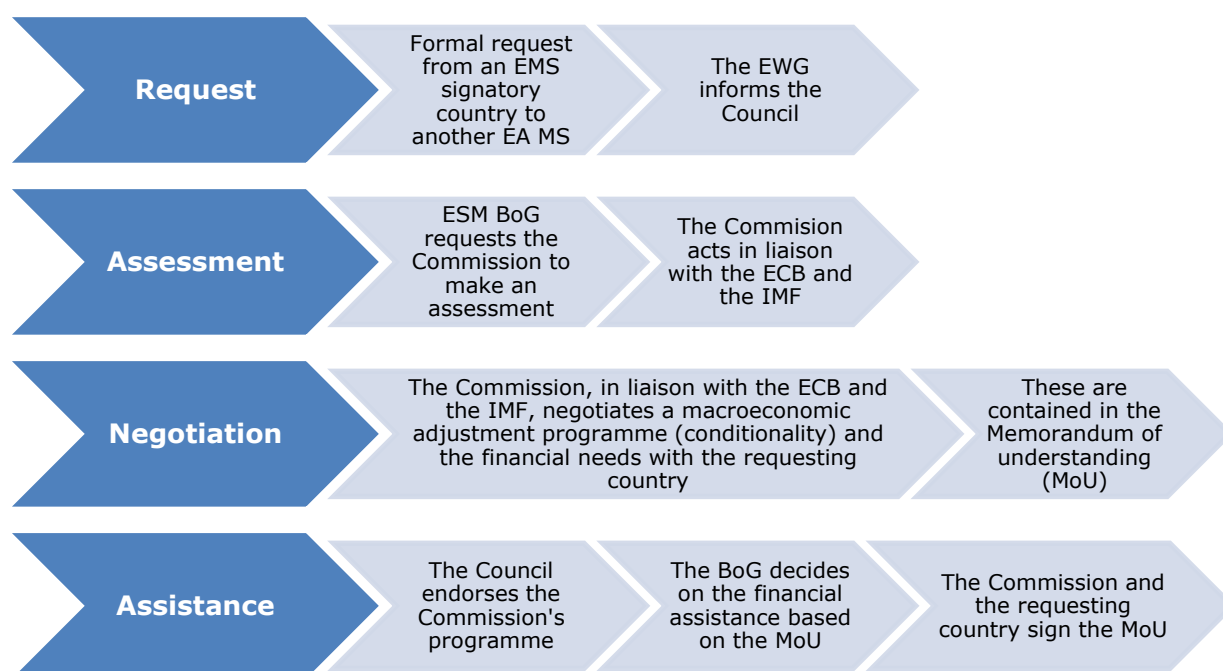 Request
Formal request
from an EMS
signatory
country to
another EA MS
The EWG
informs the
Council
Assessment
ESM BoG
requests the
Commission to
make an
assessment
The Commision
acts in liaison
with the ECB and
the IMF
Negotiation
The Commission, in liaison with the ECB and
the IMF, negotiates a macroeconomic
adjustment programme (conditionality) and
the financial needs with the requesting
country
These are
contained in the
Memorandum of
understanding
(MoU)
Assistance
The Council
endorses the
Commission's
programme
The BoG decides
on the financial
assistance based
on the MoU
The Commission and
the requesting
country sign the MoU